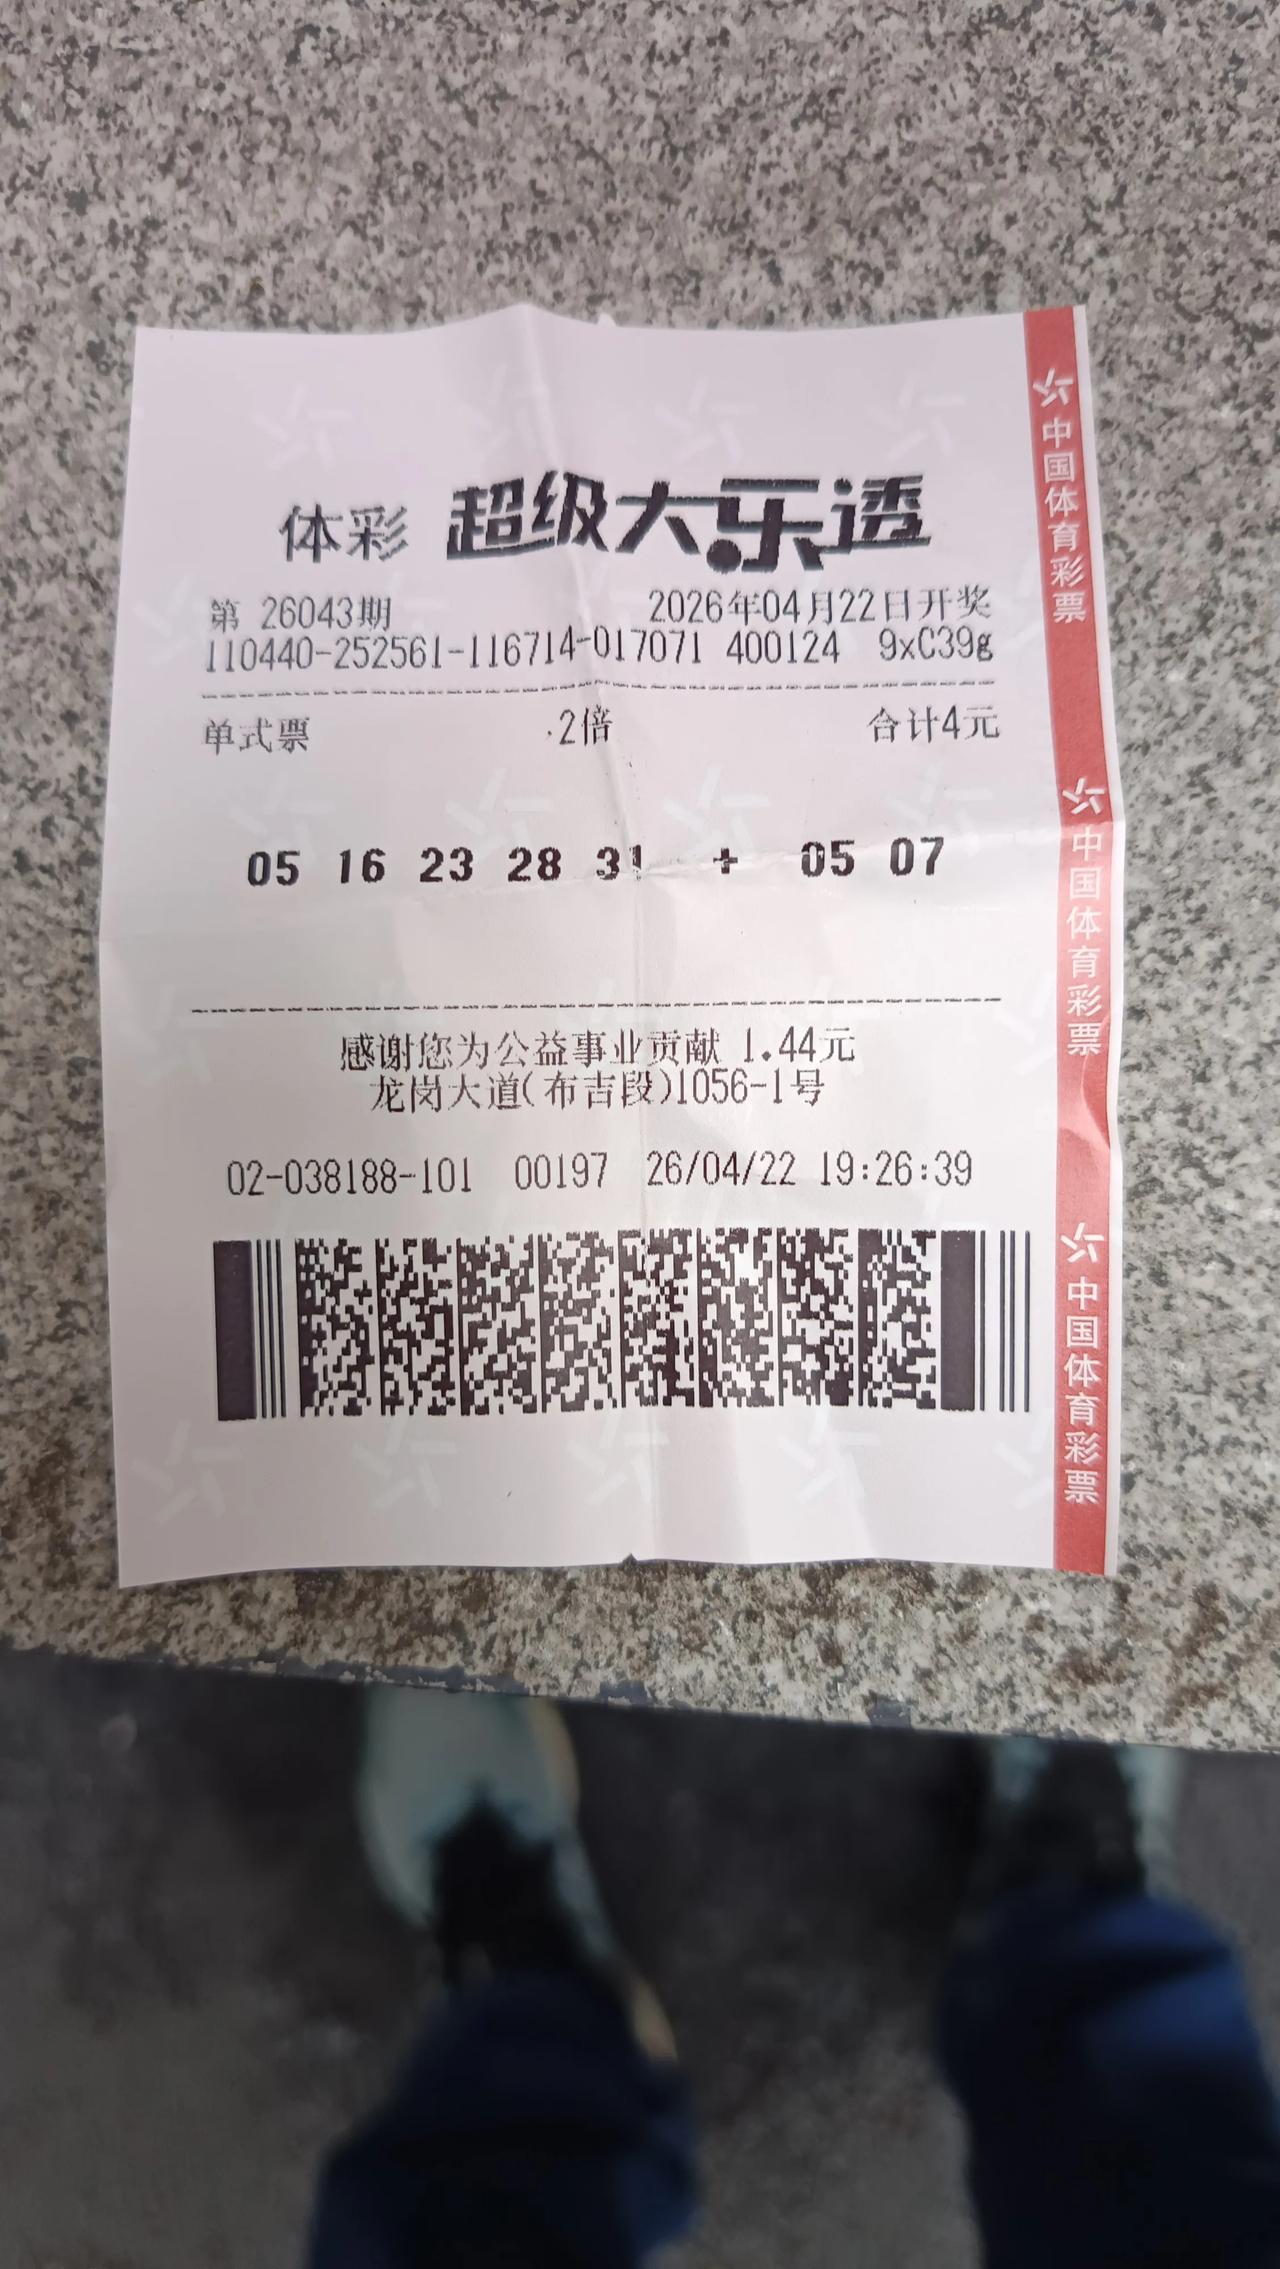 体彩 超级大乐透
第 26043期 2026年04月22日开奖
110440-252561-116714-017071 400124 9xC39g
单式票 2倍 合计4元
05 16 23 28 31 + 05 07
感谢您为公益事业贡献 1.44元
龙岗大道(布吉段)1056-1号
02-038188-101 00197 26/04/22 19:26:39
中国体育彩票
中国体育彩票
中国体育彩票